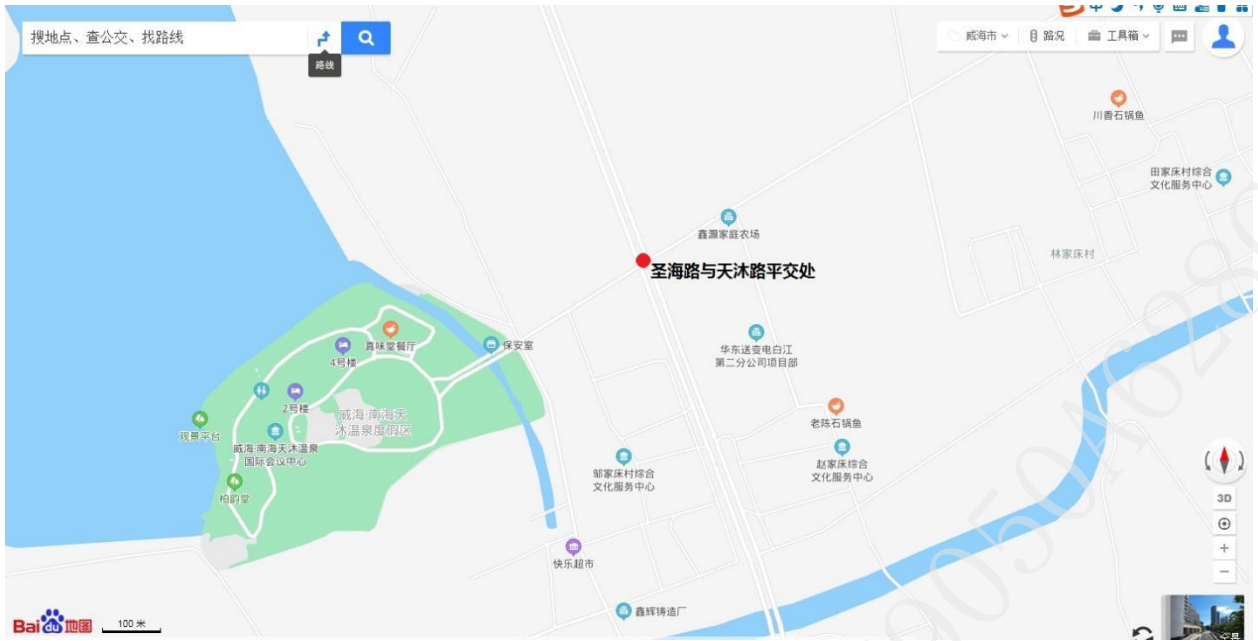 搜地点、查公交、找路线
路线
威海市
路况
工具箱
川香石锅鱼
田家床村综合
文化服务中心
鑫灏家庭农场
林家床村
圣海路与天沐路平交处
真味堂餐厅
4号楼
保安室
华东送变电白江
第二分公司项目部
2号楼
威海·南海天
沐温泉度假区
老陈石锅鱼
观景平台
威海·南海天沐温泉
国际会议中心
赵家床综合
文化服务中心
邹家床村综合
文化服务中心
柏韵堂
3D
快乐超市
鑫辉铸造厂
Bai du 地图
100 米
全景